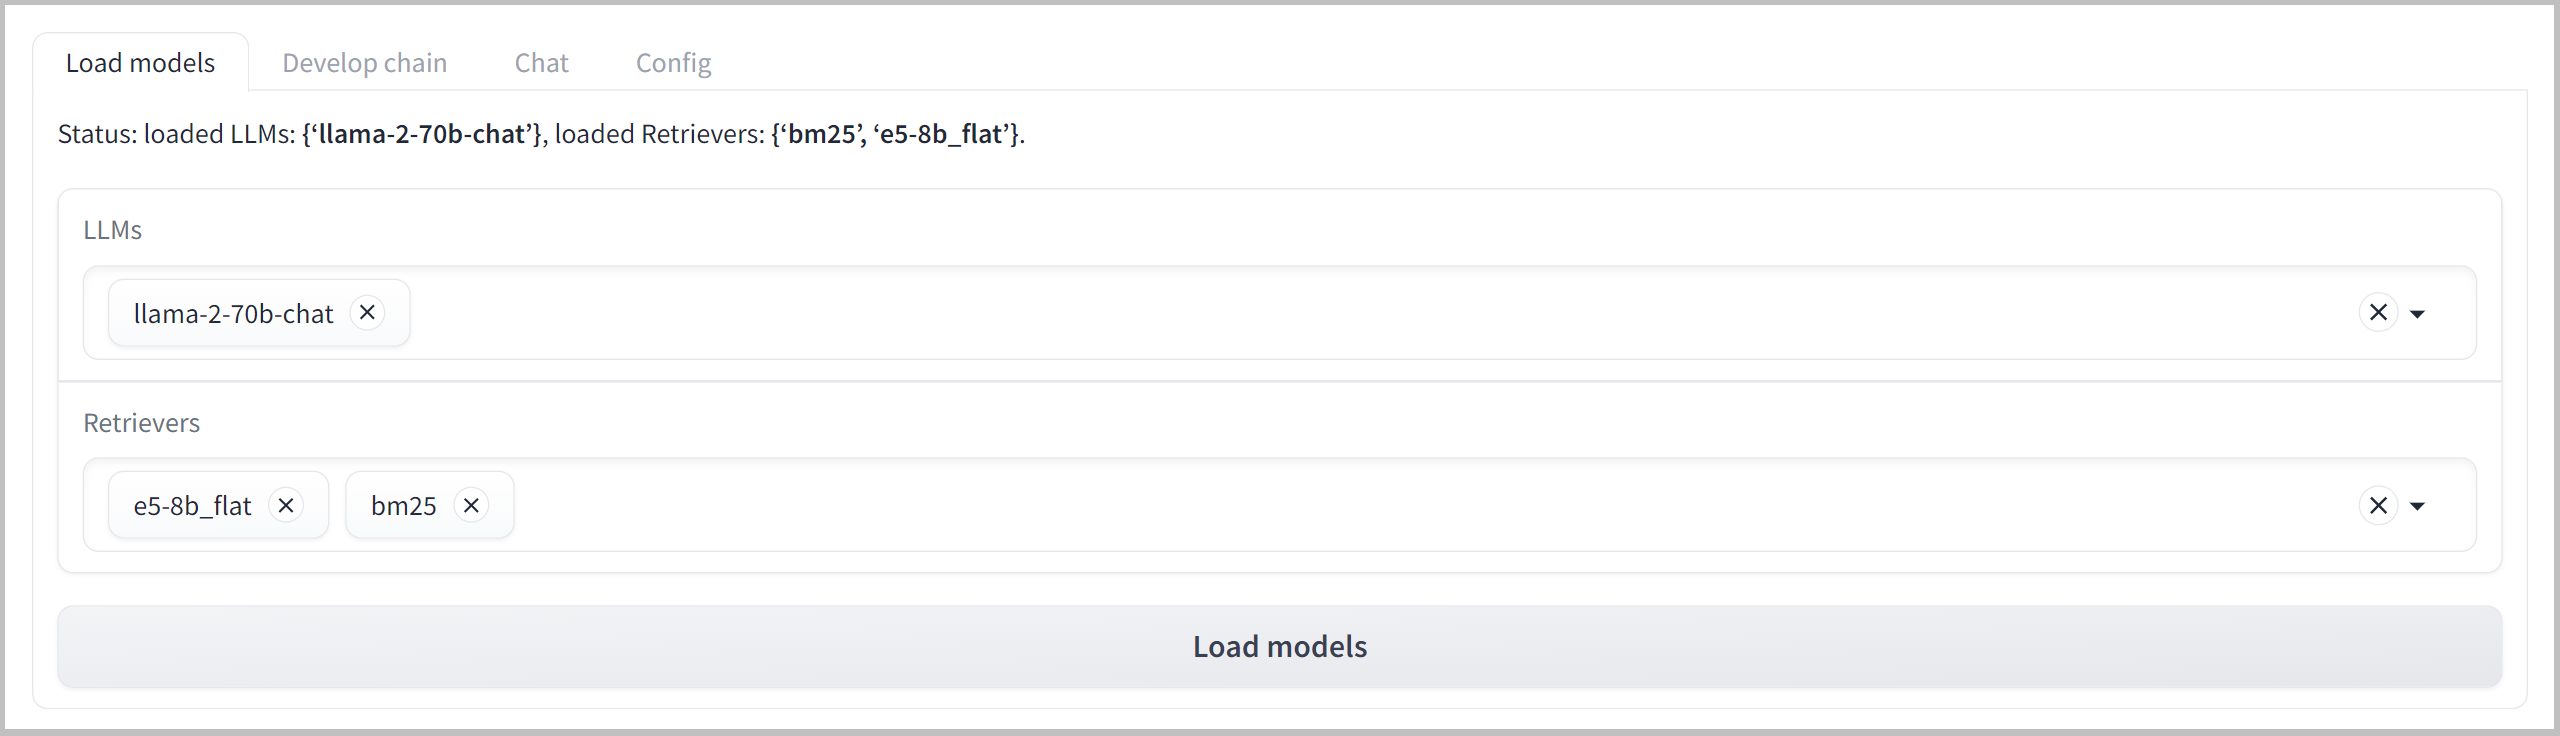 Load models Develop chain Chat Config
Status: loaded LLMs: {‘llama-2-70b-chat’}, loaded Retrievers: {‘bm25’, ‘e5-8b_flat’}.
LLMs
llama-2-70b-chat
Retrievers
e5-8b_flat bm25
Load models